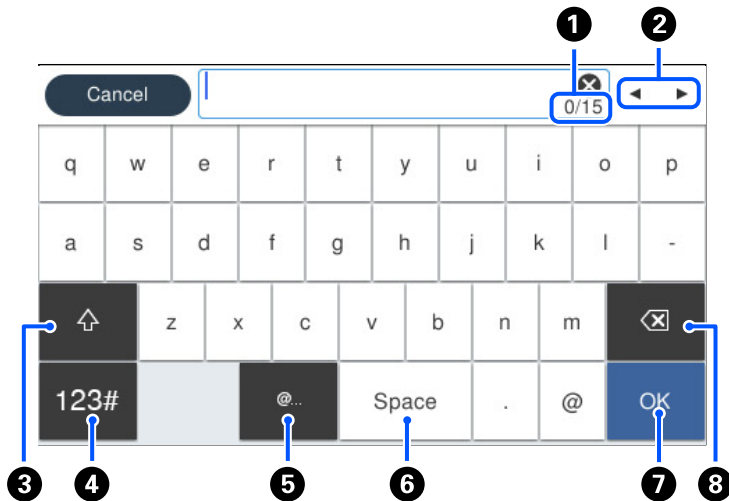 1 2
Cancel 0/15
q w e r t y u i o p
a s d f g h j k l -
z x c v b n m
123# @... Space . @ OK
3 4 5 6 7 8